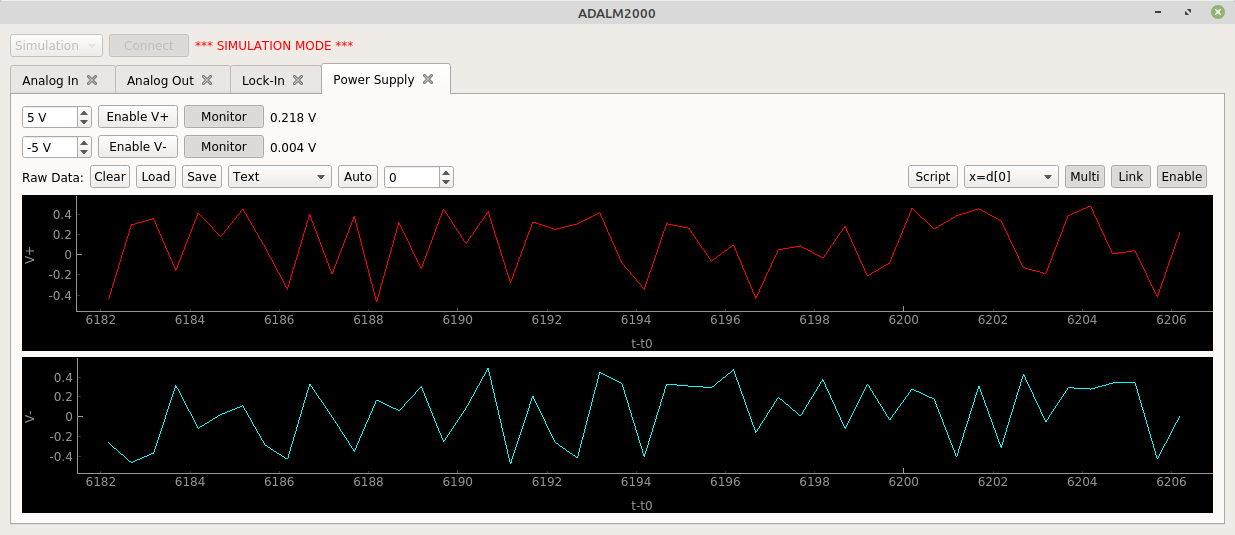 ADALM2000
Simulation Connect *** SIMULATION MODE ***
Analog In Analog Out Lock-In Power Supply
5 V Enable V+ Monitor 0.218 V
-5 V Enable V- Monitor 0.004 V
Raw Data: Clear Load Save Text Auto 0 Script x=d[0] Multi Link Enable
0.4
0.2
0
-0.2
-0.4
V+
6182 6184 6186 6188 6190 6192 6194 6196 6198 6200 6202 6204 6206
t-t0
0.4
0.2
0
-0.2
-0.4
V-
6182 6184 6186 6188 6190 6192 6194 6196 6198 6200 6202 6204 6206
t-t0